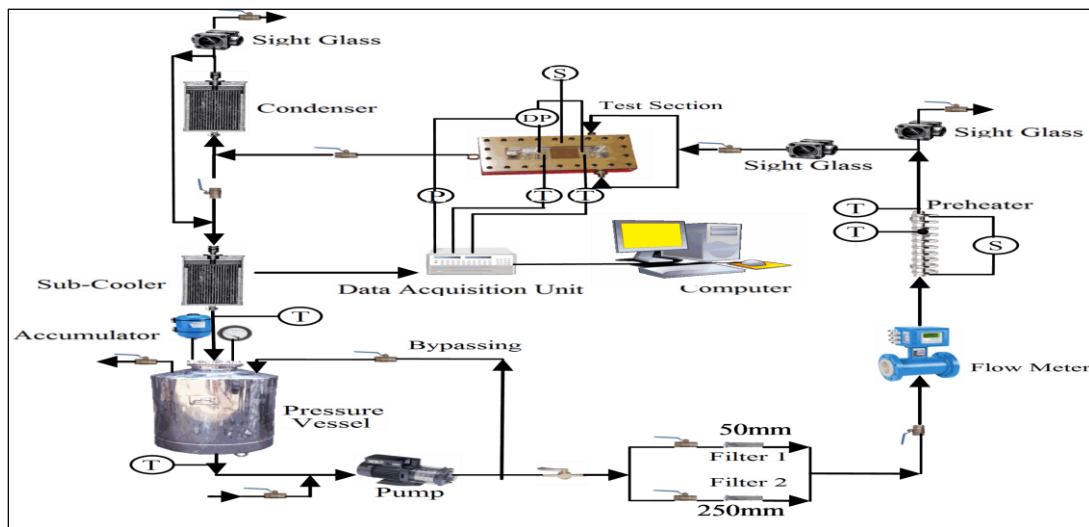 Sight Glass
Condenser
S
Test Section
DP
Sight Glass
Sight Glass
P
T
T
T
Preheater
T
S
Sub-Cooler
Data Acquisition Unit
Computer
T
Accumulator
Bypassing
Flow Meter
Pressure
Vessel
50mm
Filter 1
T
Pump
Filter 2
250mm